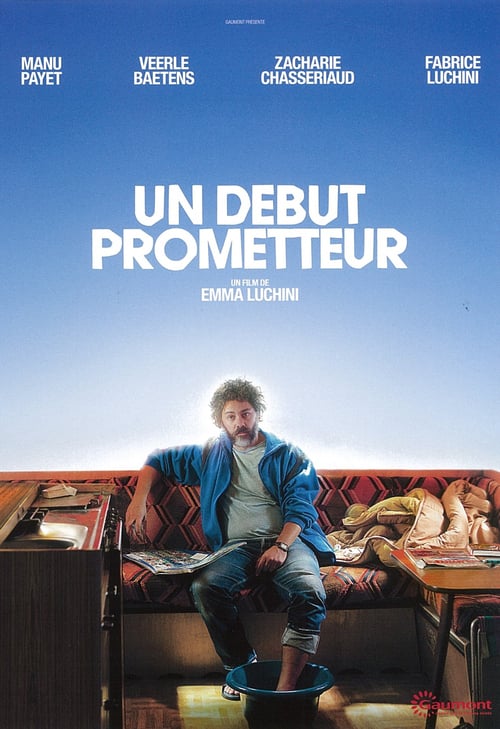 GAUMONT PRÉSENTE
MANU PAYET
VEERLE BAETENS
ZACHARIE CHASSERIAUD
FABRICE LUCHINI
UN DEBUT
PROMETTEUR
UN FILM DE
EMMA LUCHINI
Gaumont